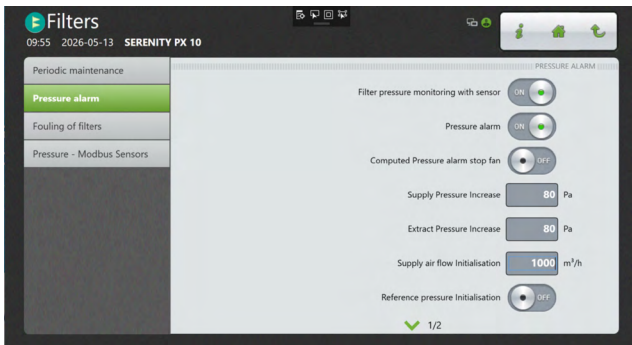 Filters
09:55 2026-05-13 SERENITY PX 10
Periodic maintenance
Pressure alarm
Fouling of filters
Pressure - Modbus Sensors
PRESSURE ALARM
Filter pressure monitoring with sensor ON
Pressure alarm ON
Computed Pressure alarm stop fan OFF
Supply Pressure Increase 80 Pa
Extract Pressure Increase 80 Pa
Supply air flow Initialisation 1000 m³/h
Reference pressure Initialisation OFF
1/2